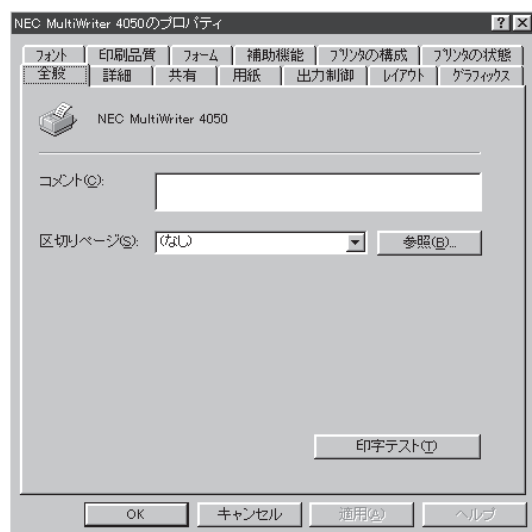 NEC MultiWriter 4050のプロパティ
フォント 印刷品質 フォーム 補助機能 プリンタの構成 プリンタの状態
全般 詳細 共有 用紙 出力制御 レイアウト グラフィックス
NEC MultiWriter 4050
コメント(C):
区切りページ(S): (なし) 参照(B)...
印字テスト(T)
OK キャンセル 適用(A) ヘルプ